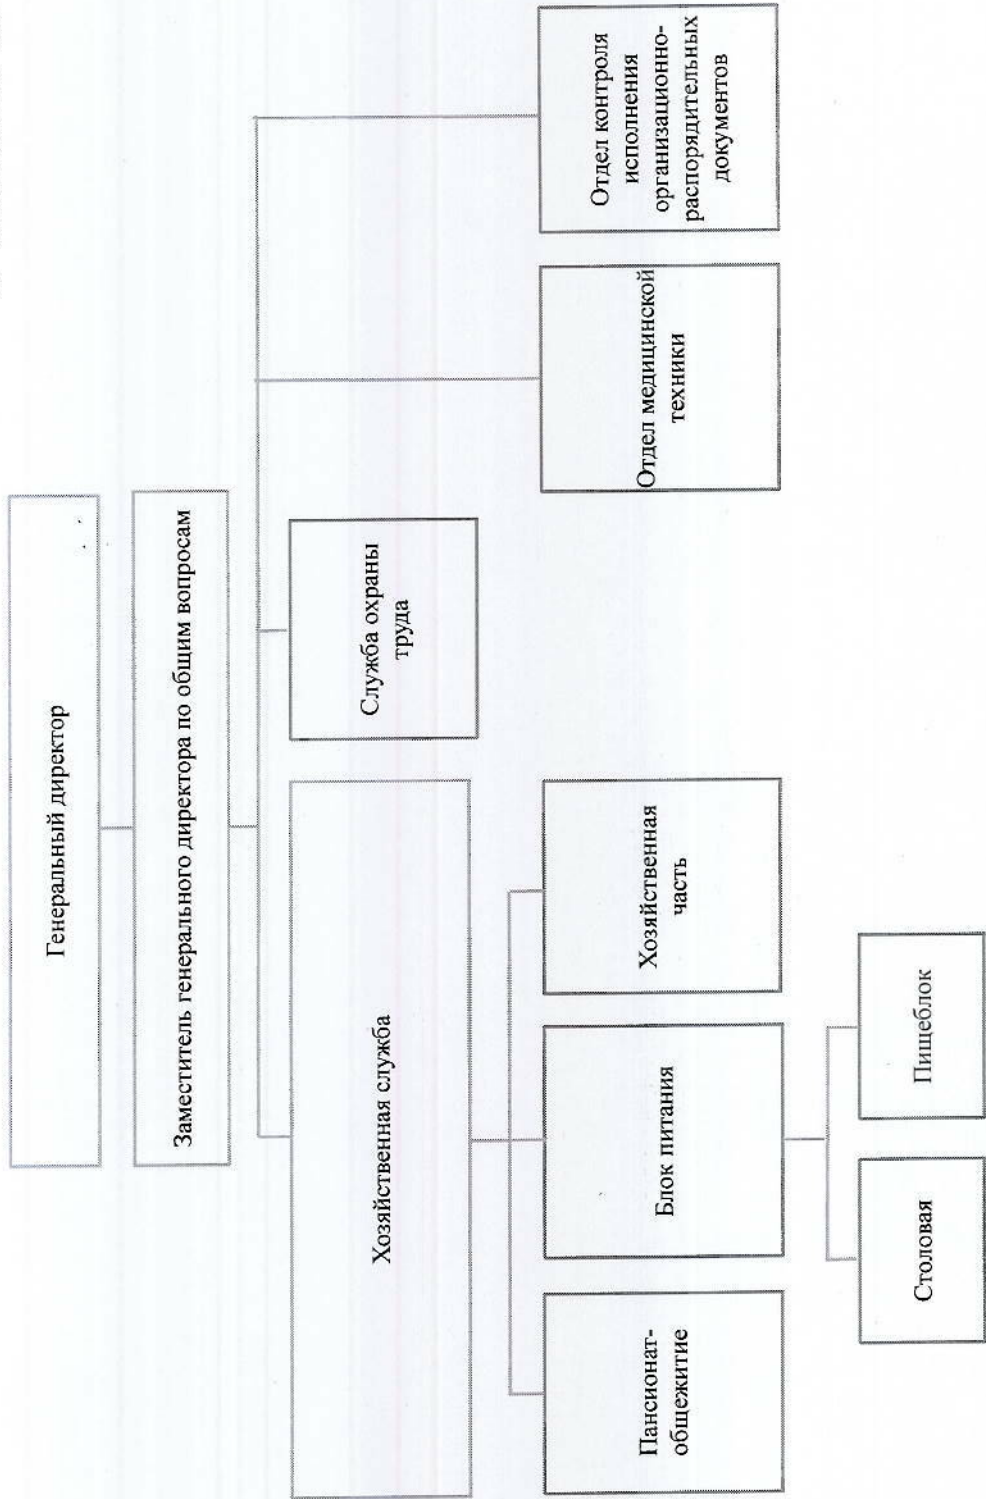 Генеральный директор
Заместитель генерального директора по общим вопросам
Хозяйственная служба
Служба охраны
труда
Пансионат-
общежитие
Блок питания
Хозяйственная
часть
Отдел медицинской
техники
Отдел контроля
исполнения
организационно-
распорядительных
документов
Столовая
Пищеблок